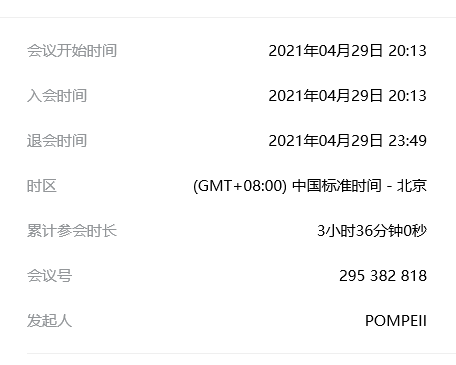 会议开始时间 2021年04月29日 20:13
入会时间 2021年04月29日 20:13
退会时间 2021年04月29日 23:49
时区 (GMT+08:00) 中国标准时间 - 北京
累计参会时长 3小时36分钟0秒
会议号 295 382 818
发起人 POMPEII